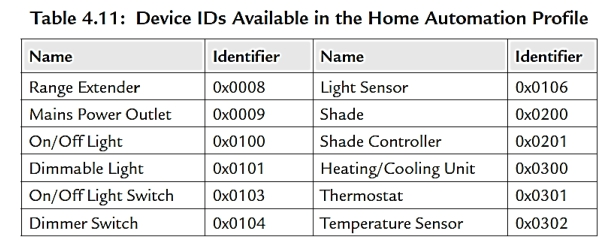 Table 4.11: Device IDs Available in the Home Automation Profile
Name Identifier Name Identifier
Range Extender 0x0008 Light Sensor 0x0106
Mains Power Outlet 0x0009 Shade 0x0200
On/Off Light 0x0100 Shade Controller 0x0201
Dimmable Light 0x0101 Heating/Cooling Unit 0x0300
On/Off Light Switch 0x0103 Thermostat 0x0301
Dimmer Switch 0x0104 Temperature Sensor 0x0302